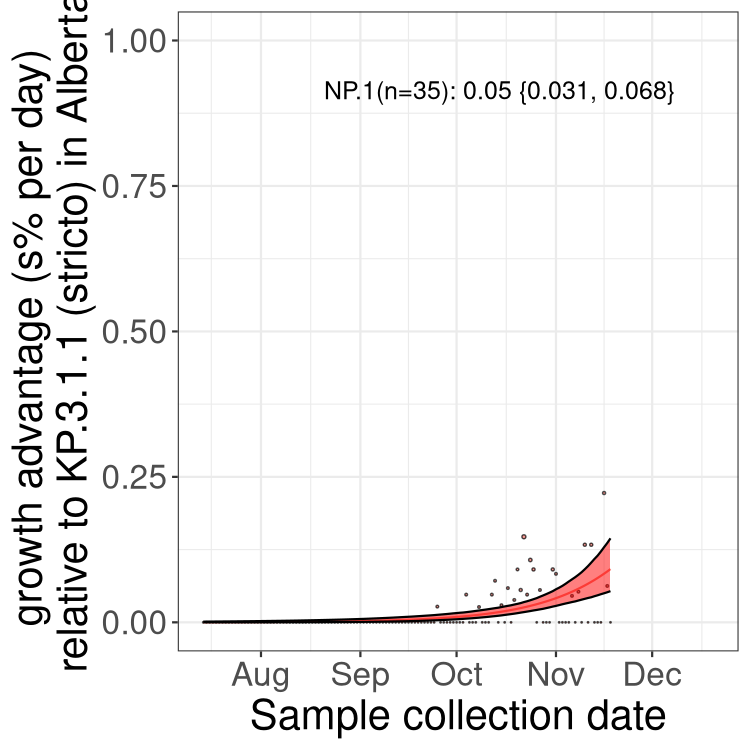 growth advantage (s% per day)
relative to KP.3.1.1 (stricto) in Alberta
1.00
0.75
0.50
0.25
0.00
NP.1(n=35): 0.05 {0.031, 0.068}
Aug Sep Oct Nov Dec
Sample collection date